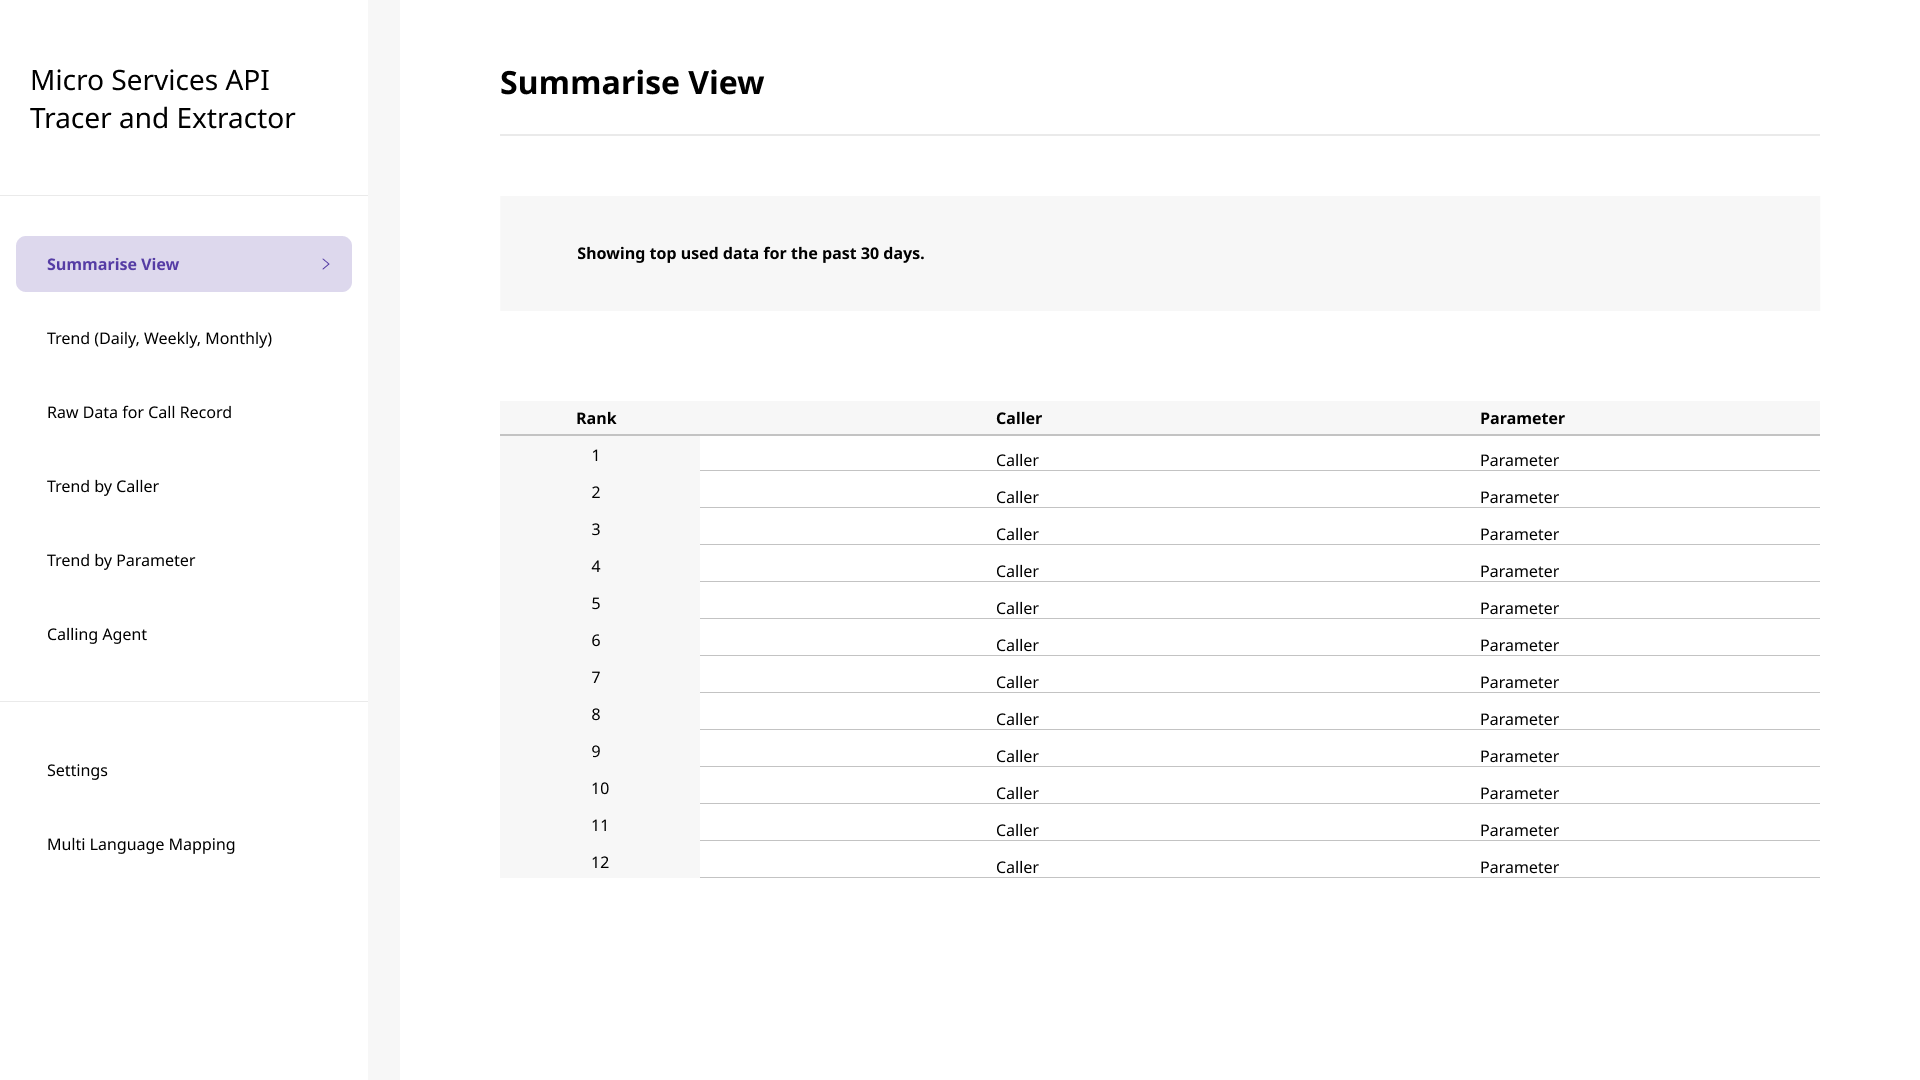 Micro Services API
Tracer and Extractor
Summarise View
Trend (Daily, Weekly, Monthly)
Raw Data for Call Record
Trend by Caller
Trend by Parameter
Calling Agent
Settings
Multi Language Mapping
Summarise View
Showing top used data for the past 30 days.
Rank Caller Parameter
1 Caller Parameter
2 Caller Parameter
3 Caller Parameter
4 Caller Parameter
5 Caller Parameter
6 Caller Parameter
7 Caller Parameter
8 Caller Parameter
9 Caller Parameter
10 Caller Parameter
11 Caller Parameter
12 Caller Parameter